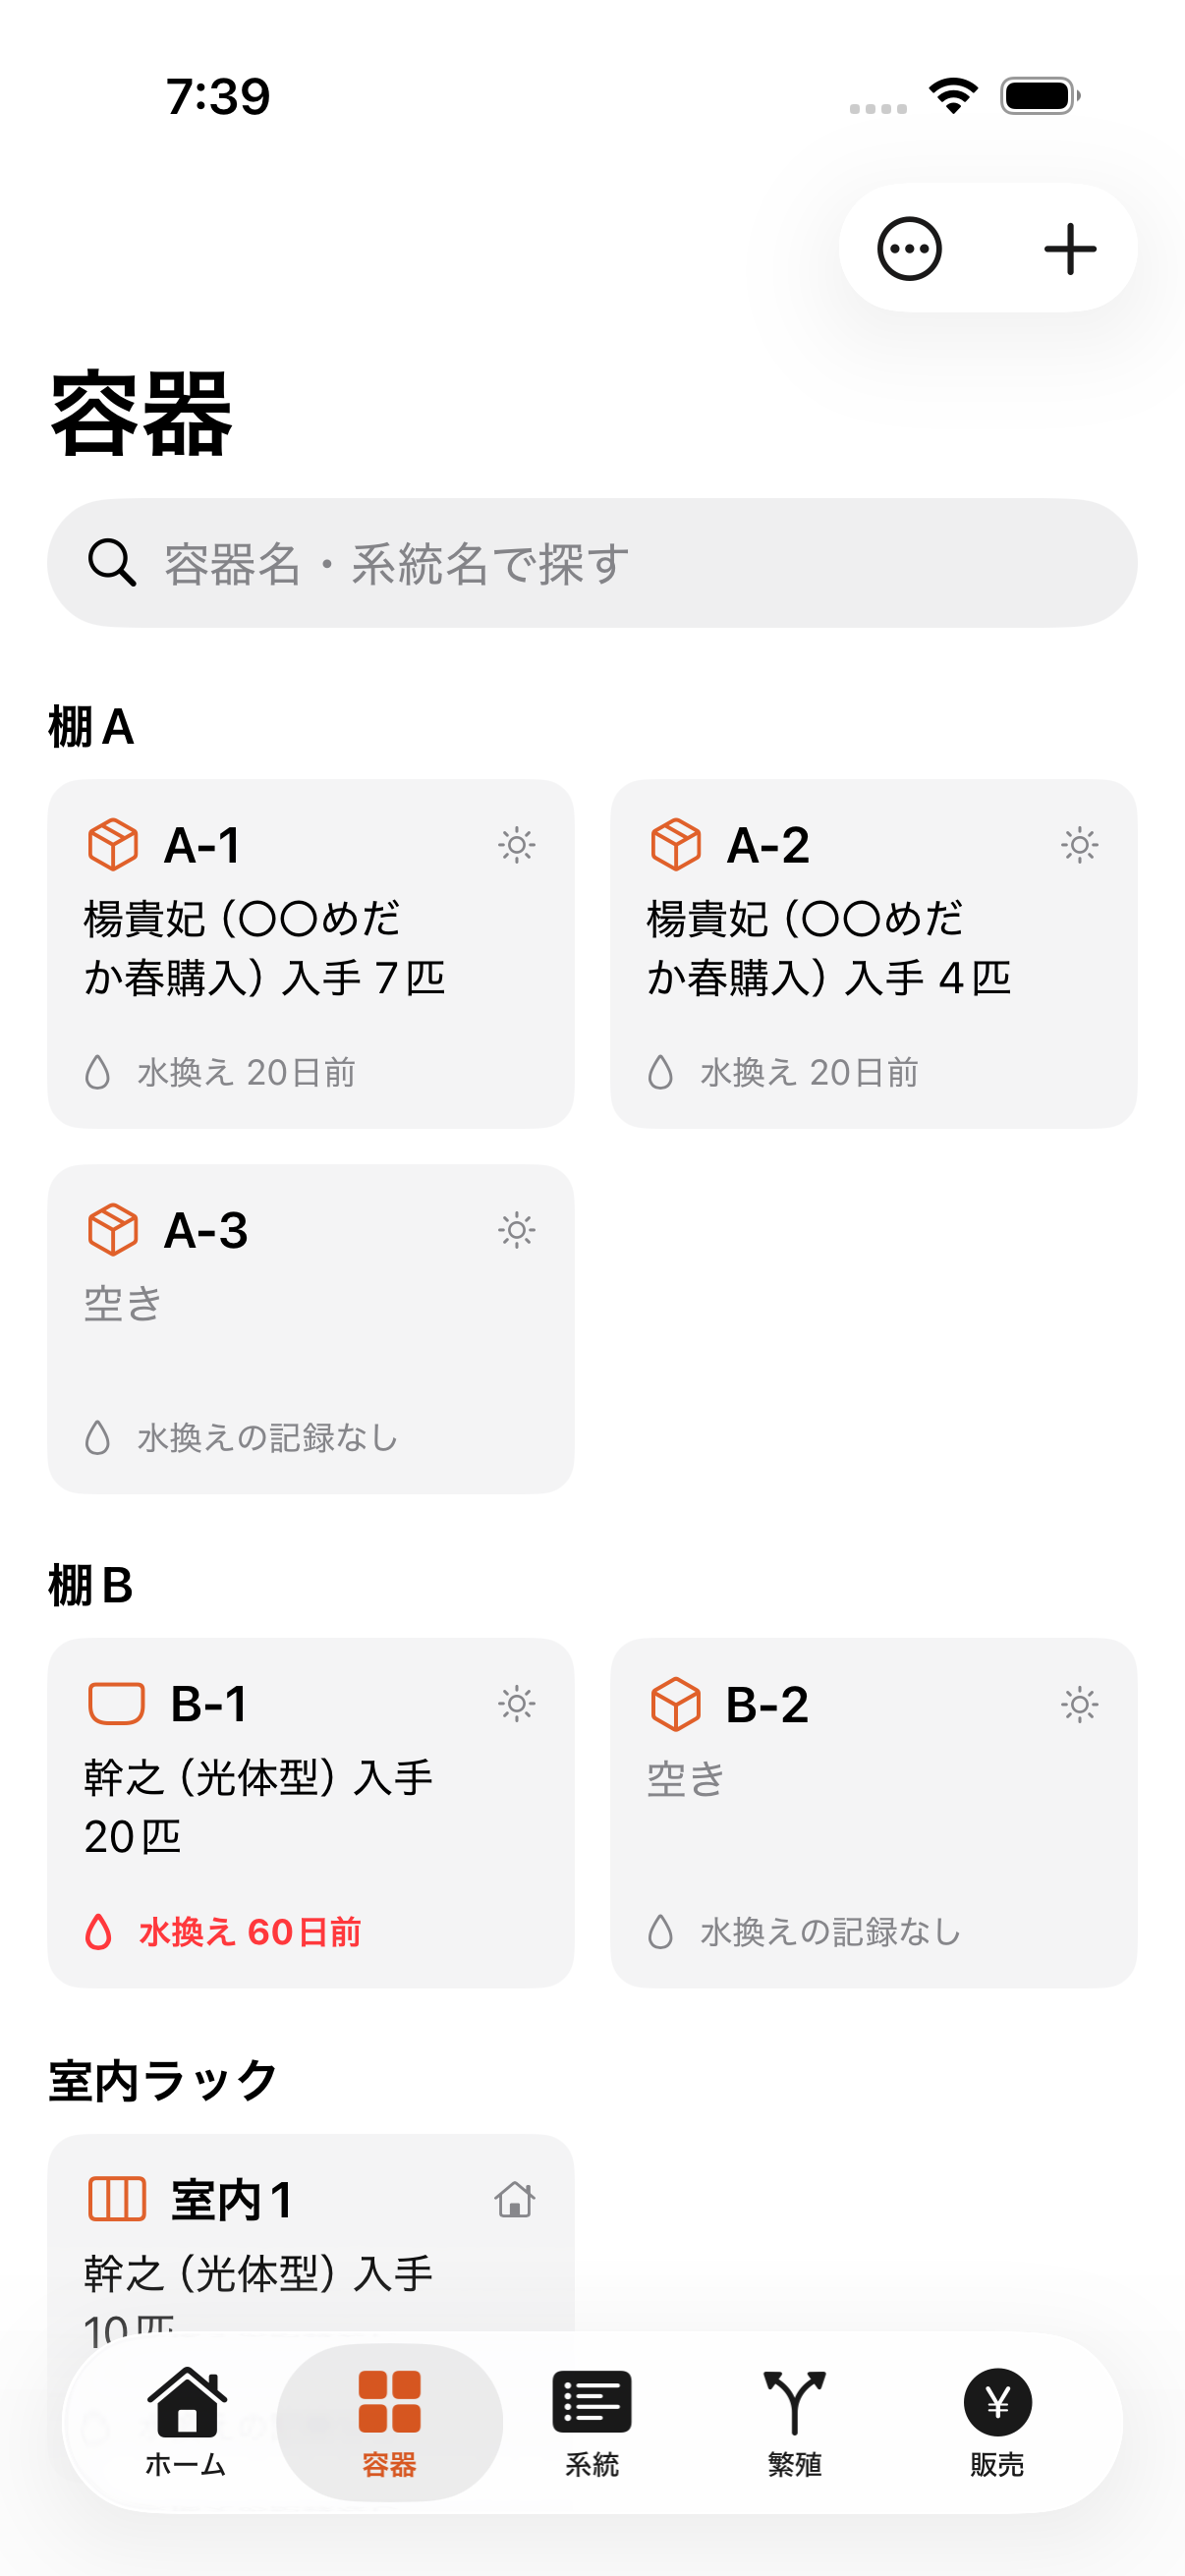 7:39
容器
容器名・系統名で探す
棚 A
A-1
楊貴妃（〇〇めだ
か春購入）入手 7 匹
水換え 20日前
A-2
楊貴妃（〇〇めだ
か春購入）入手 4 匹
水換え 20日前
A-3
空き
水換えの記録なし
棚 B
B-1
幹之（光体型）入手
20 匹
水換え 60日前
B-2
空き
水換えの記録なし
室内ラック
室内 1
幹之（光体型）入手
10 匹
ホーム
容器
系統
繁殖
¥
販売